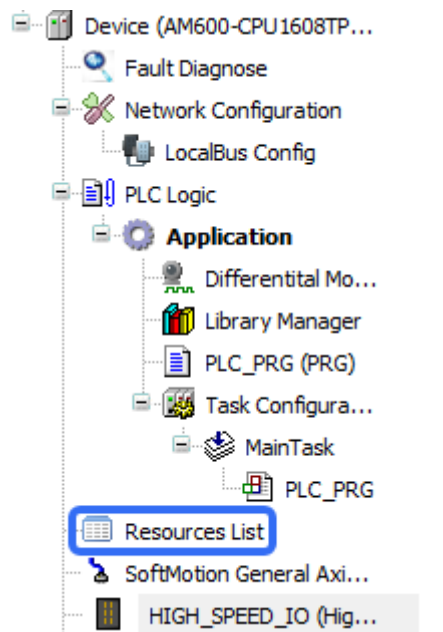 Device (AM600-CPU1608TP...
Fault Diagnose
Network Configuration
LocalBus Config
PLC Logic
Application
Differentital Mo...
Library Manager
PLC_PRG (PRG)
Task Configura...
MainTask
PLC_PRG
Resources List
SoftMotion General Axi...
HIGH_SPEED_IO (Hig...